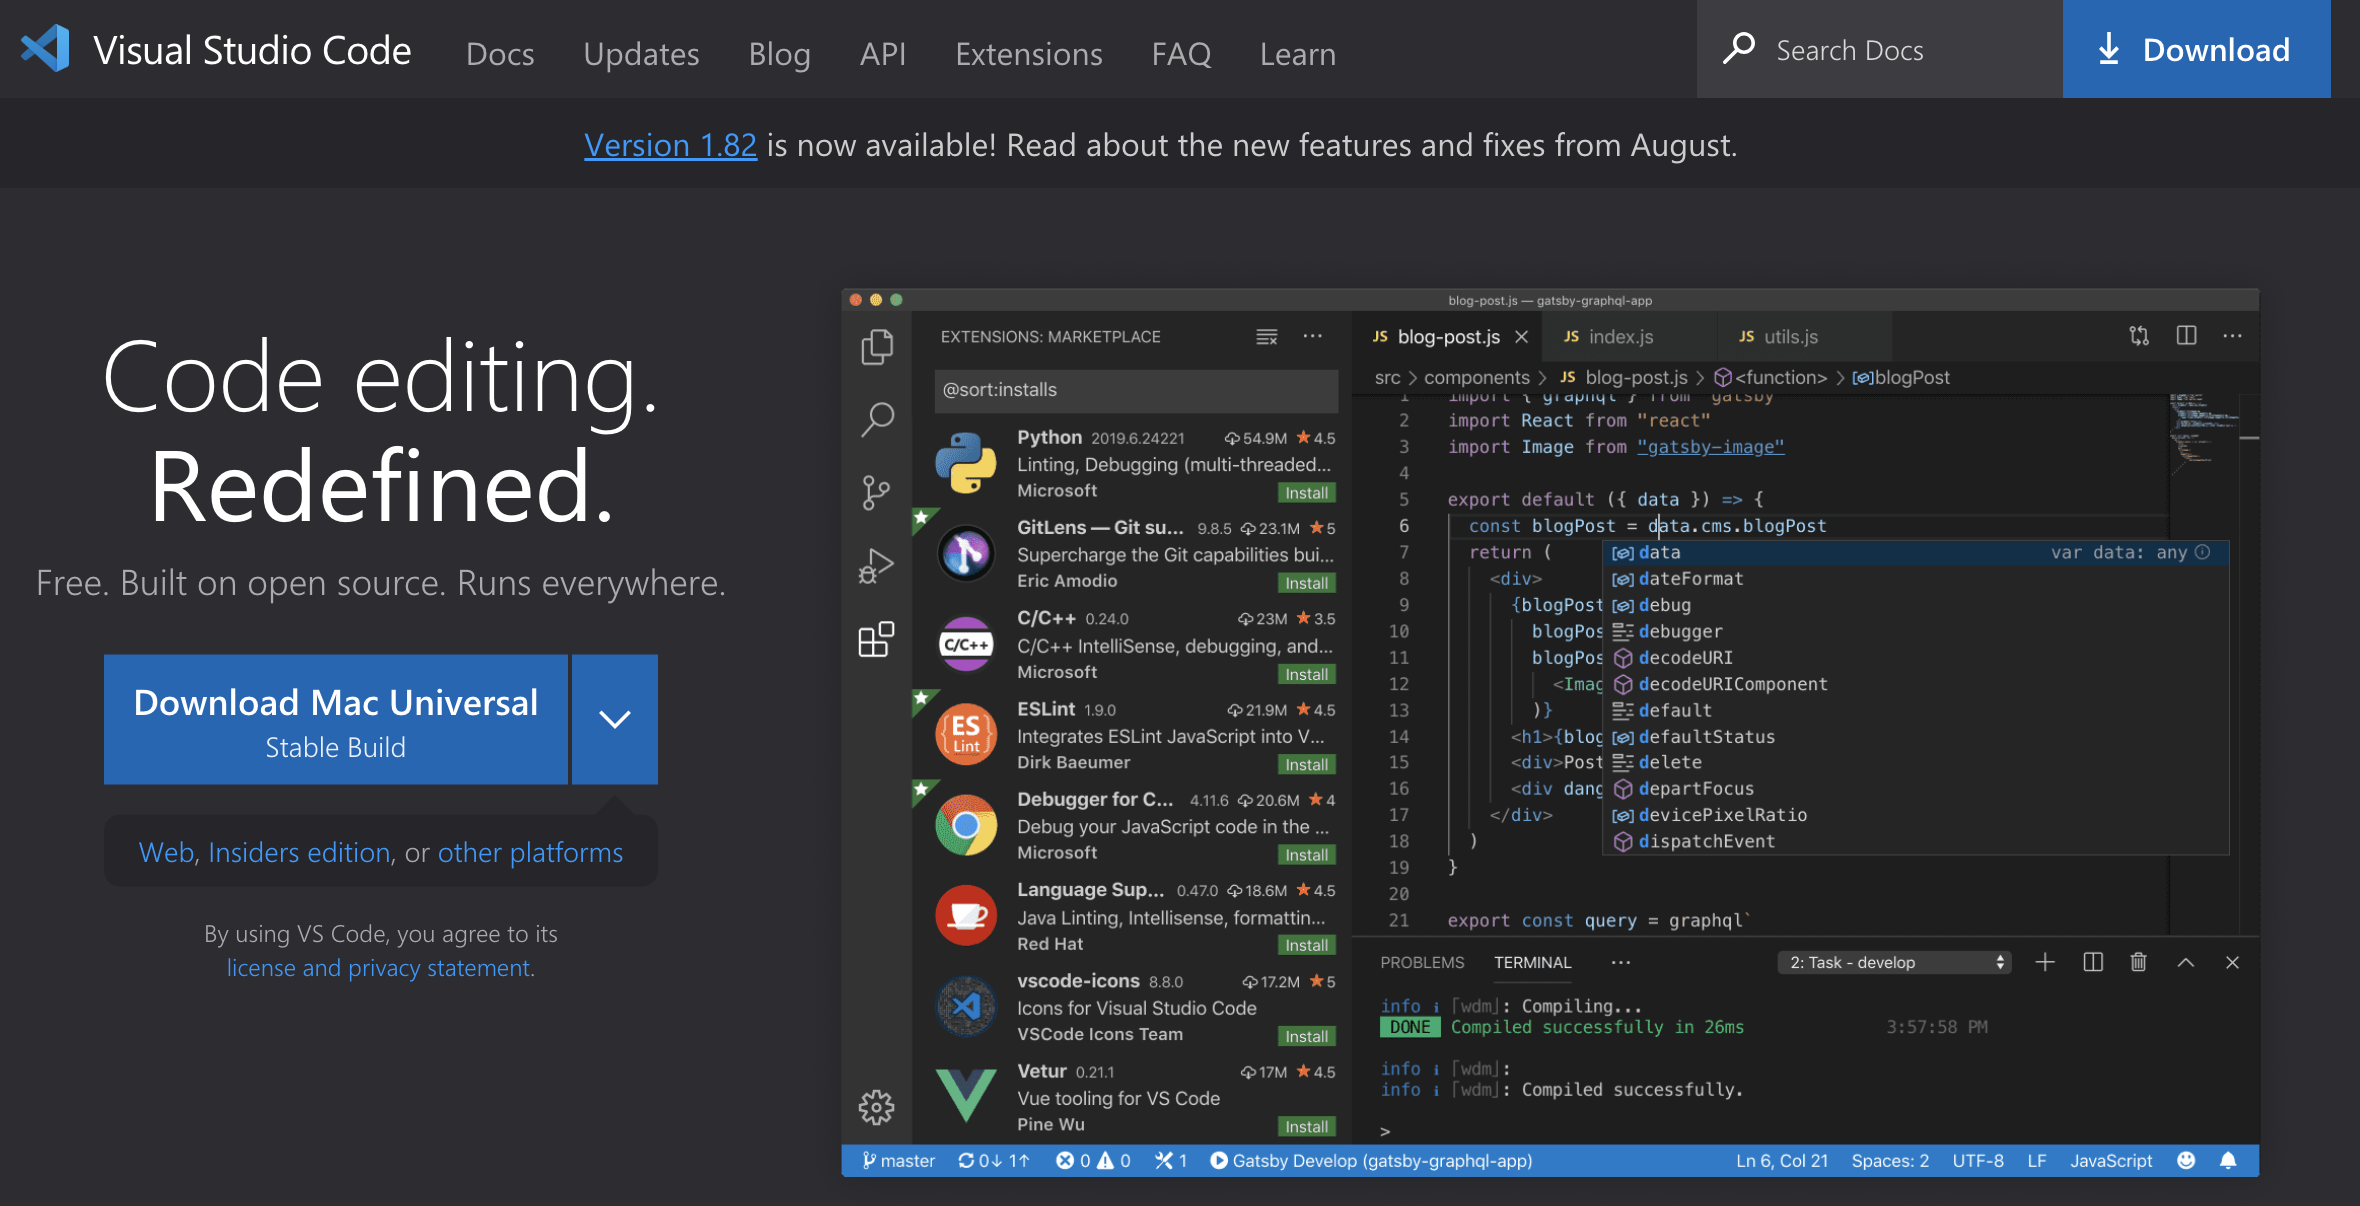 Visual Studio Code Docs Updates Blog API Extensions FAQ Learn Search Docs Download
Version 1.82 is now available! Read about the new features and fixes from August.
Code editing.
Redefined.
Free. Built on open source. Runs everywhere.
Download Mac Universal
Stable Build
Web, Insiders edition, or other platforms
By using VS Code, you agree to its
license and privacy statement.
blog-post.js — gatsby-graphql-app
EXTENSIONS: MARKETPLACE
@sort:installs
Python 2019.6.24221 54.9M 4.5
Linting, Debugging (multi-threaded...
Microsoft Install
GitLens — Git su... 9.8.5 23.1M 5
Supercharge the Git capabilities bui...
Eric Amodio Install
C/C++
C/C++ 0.24.0 23M 3.5
C/C++ IntelliSense, debugging, and...
Microsoft Install
ES
Lint
ESLint 1.9.0 21.9M 4.5
Integrates ESLint JavaScript into V...
Dirk Baeumer Install
Debugger for C... 4.11.6 20.6M 4
Debug your JavaScript code in the ...
Microsoft Install
Language Sup... 0.47.0 18.6M 4.5
Java Linting, Intellisense, formattin...
Red Hat Install
vscode-icons 8.8.0 17.2M 5
Icons for Visual Studio Code
VSCode Icons Team Install
Vetur 0.21.1 17M 4.5
Vue tooling for VS Code
Pine Wu Install
JS blog-post.js JS index.js JS utils.js
src > components > JS blog-post.js > <function> > blogPost
1 import { graphql } from "gatsby"
2 import React from "react"
3 import Image from "gatsby-image"
4
5 export default ({ data }) => {
6 const blogPost = data.cms.blogPost
7 return (
8 <div>
9 {blogPost
10 blogPos
11 blogPos
12 <Imag
13 )}
14 <h1>{blog
15 <div>Post
16 <div dang
17 </div>
18 )
19 }
20
21 export const query = graphql`
data var data: any
dateFormat
debug
debugger
decodeURI
decodeURIComponent
default
defaultStatus
delete
departFocus
devicePixelRatio
dispatchEvent
PROBLEMS TERMINAL ... 2: Task - develop
info i ｢wdm｣: Compiling...
DONE Compiled successfully in 26ms 3:57:58 PM
info i ｢wdm｣:
info i ｢wdm｣: Compiled successfully.
>
master 0↓ 1↑ 0 0 1 Gatsby Develop (gatsby-graphql-app) Ln 6, Col 21 Spaces: 2 UTF-8 LF JavaScript